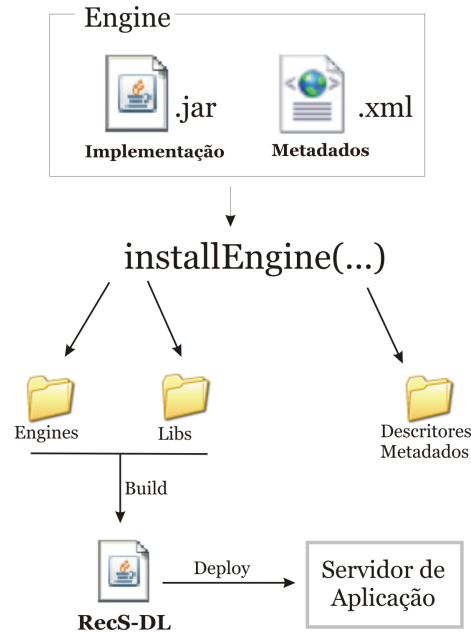 Engine
.jar
.xml
Implementação
Metadados
installEngine(...)
Engines
Libs
Descritores
Metadados
Build
Deploy
RecS-DL
Servidor de
Aplicação